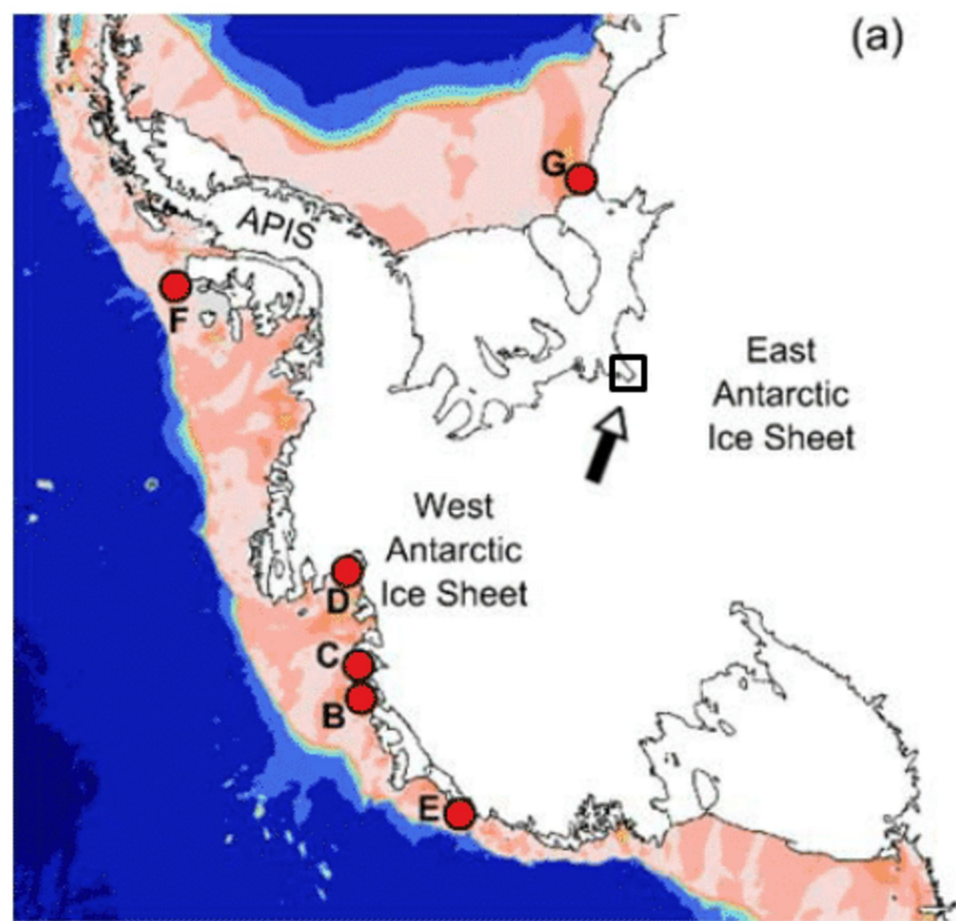 (a)
G
APIS
F
East
Antarctic
Ice Sheet
West
Antarctic
Ice Sheet
D
C
B
E